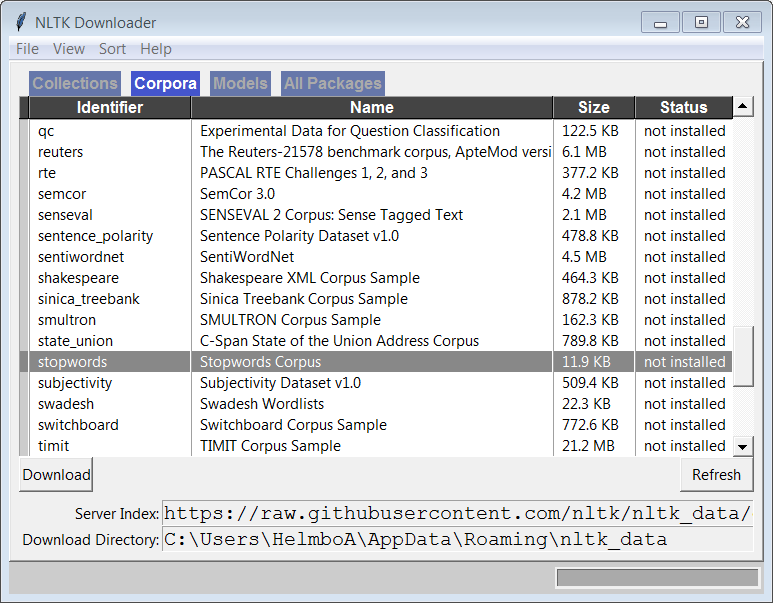 NLTK Downloader
File View Sort Help
Collections Corpora Models All Packages
Identifier Name Size Status
qc Experimental Data for Question Classification 122.5 KB not installed
reuters The Reuters-21578 benchmark corpus, ApteMod versi 6.1 MB not installed
rte PASCAL RTE Challenges 1, 2, and 3 377.2 KB not installed
semcor SemCor 3.0 4.2 MB not installed
senseval SENSEVAL 2 Corpus: Sense Tagged Text 2.1 MB not installed
sentence_polarity Sentence Polarity Dataset v1.0 478.8 KB not installed
sentiwordnet SentiWordNet 4.5 MB not installed
shakespeare Shakespeare XML Corpus Sample 464.3 KB not installed
sinica_treebank Sinica Treebank Corpus Sample 878.2 KB not installed
smultron SMULTRON Corpus Sample 162.3 KB not installed
state_union C-Span State of the Union Address Corpus 789.8 KB not installed
stopwords Stopwords Corpus 11.9 KB not installed
subjectivity Subjectivity Dataset v1.0 509.4 KB not installed
swadesh Swadesh Wordlists 22.3 KB not installed
switchboard Switchboard Corpus Sample 772.6 KB not installed
timit TIMIT Corpus Sample 21.2 MB not installed
Download Refresh
Server Index: https://raw.githubusercontent.com/nltk/nltk_data/
Download Directory: C:\Users\HelmboA\AppData\Roaming\nltk_data